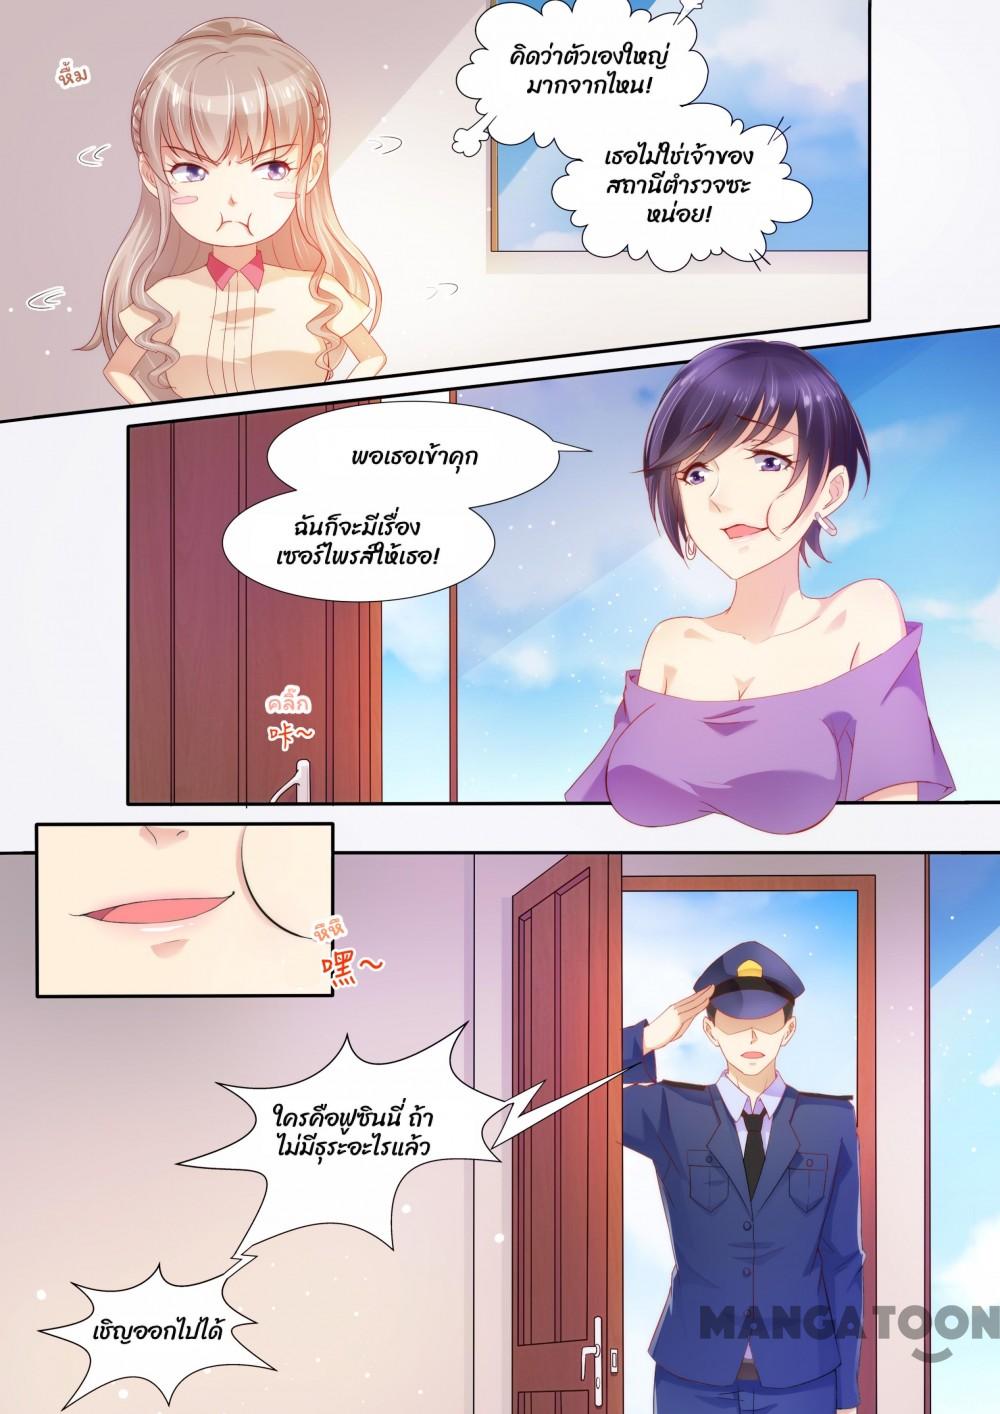 หื้ม
คิดว่าตัวเองใหญ่
มากจากไหน!
เธอไม่ใช่เจ้าของ
สถานีตำรวจซะ
หน่อย!
พอเธอเข้าคุก
ฉันก็จะมีเรื่อง
เซอร์ไพรส์ให้เธอ!
คลิ๊ก
咔~
หึหึ
嘿~
ใครคือฟูซินนี่ ถ้า
ไม่มีธุระอะไรแล้ว
เชิญออกไปได้
MANGATOON